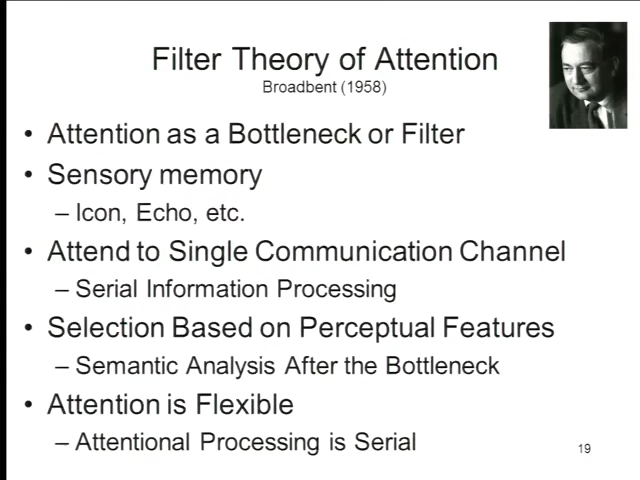 Filter Theory of Attention
Broadbent (1958)
• Attention as a Bottleneck or Filter
• Sensory memory
– Icon, Echo, etc.
• Attend to Single Communication Channel
– Serial Information Processing
• Selection Based on Perceptual Features
– Semantic Analysis After the Bottleneck
• Attention is Flexible
– Attentional Processing is Serial
19